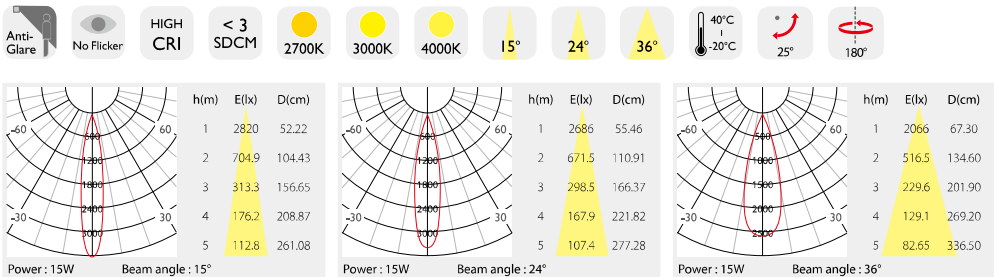 Anti-
Glare
No Flicker
HIGH
CRI
< 3
SDCM
2700K
3000K
4000K
15°
24°
36°
40°C
-20°C
25°
180°
h(m) E(lx) D(cm)
1 2820 52.22
2 704.9 104.43
3 313.3 156.65
4 176.2 208.87
5 112.8 261.08
-60 60
-30 30
600
1200
1800
2400
3000
Power : 15W Beam angle : 15°
h(m) E(lx) D(cm)
1 2686 55.46
2 671.5 110.91
3 298.5 166.37
4 167.9 221.82
5 107.4 277.28
-60 60
-30 30
600
1200
1800
2400
3000
Power : 15W Beam angle : 24°
h(m) E(lx) D(cm)
1 2066 67.30
2 516.5 134.60
3 229.6 201.90
4 129.1 269.20
5 82.65 336.50
-60 60
-30 30
500
1000
1500
2000
2500
Power : 15W Beam angle : 36°